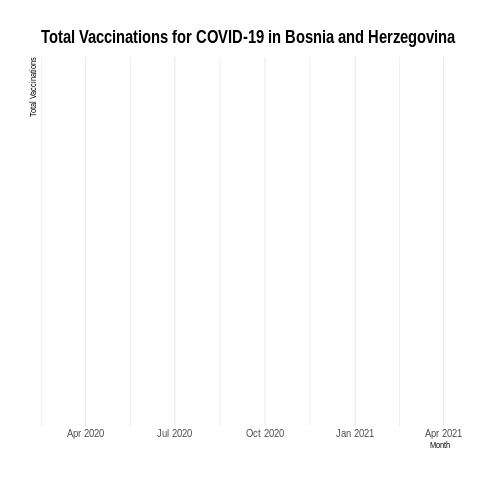 Total Vaccinations for COVID-19 in Bosnia and Herzegovina
Total Vaccinations
Apr 2020
Jul 2020
Oct 2020
Jan 2021
Apr 2021
Month